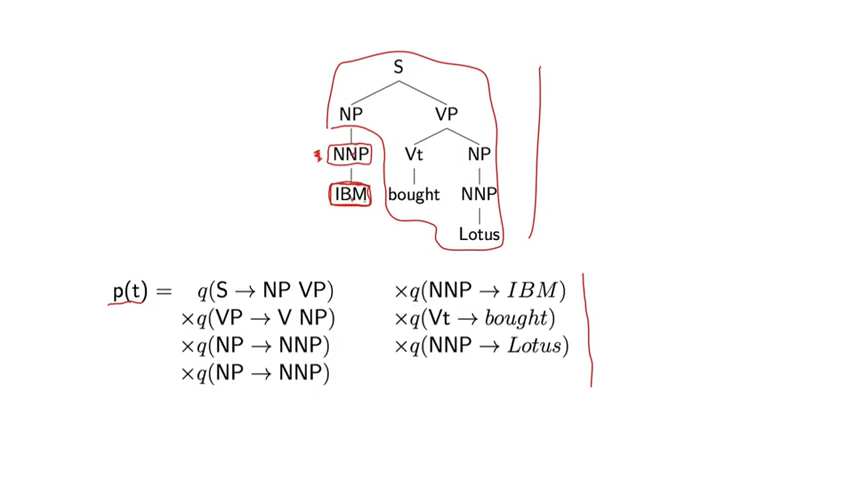 S
NP VP
NNP Vt NP
IBM bought NNP
Lotus
p(t) = q(S → NP VP) ×q(NNP → IBM)
×q(VP → V NP) ×q(Vt → bought)
×q(NP → NNP) ×q(NNP → Lotus)
×q(NP → NNP)